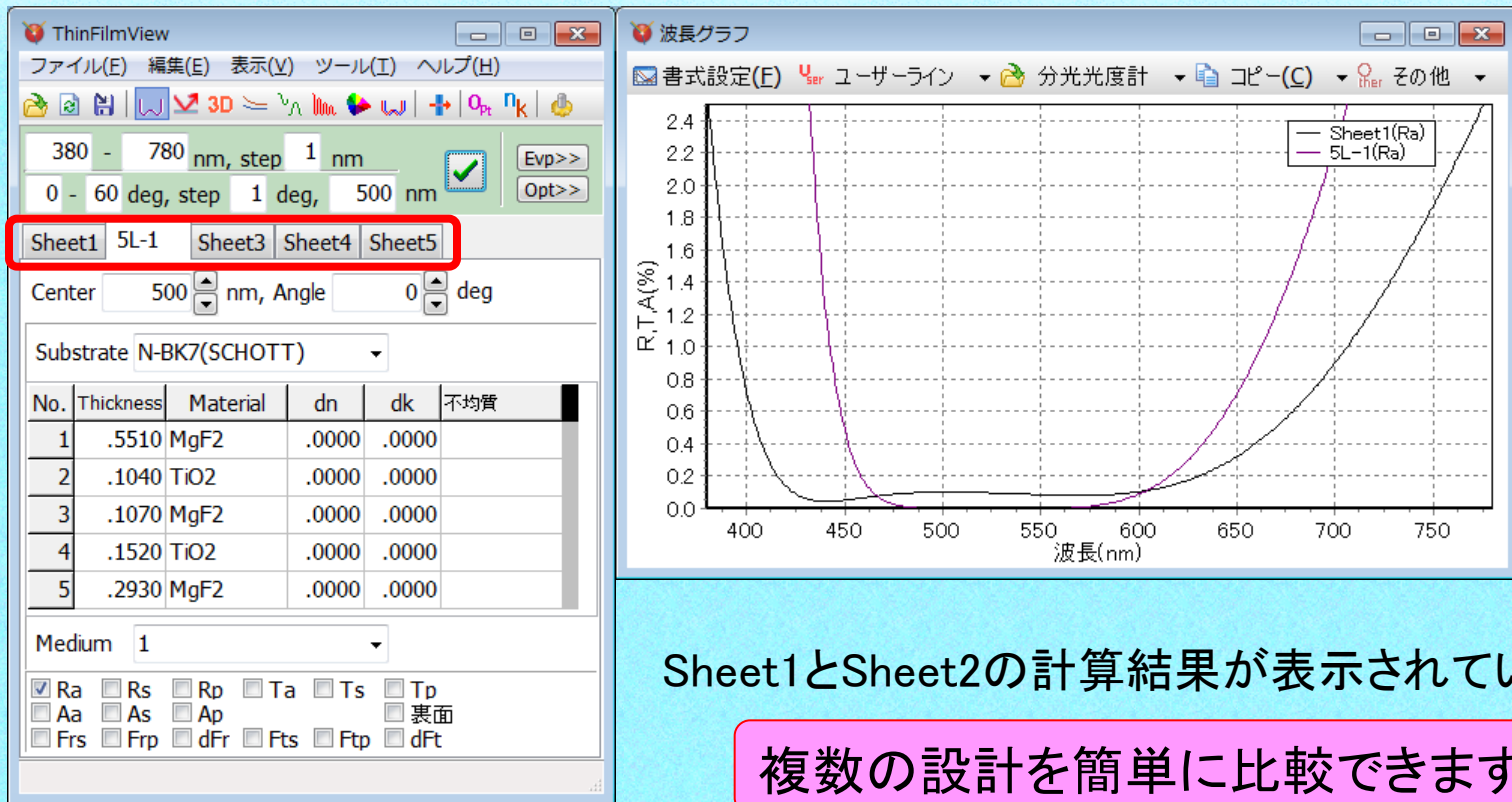 ThinFilmView
ファイル(F) 編集(E) 表示(V) ツール(T) ヘルプ(H)
3D OPt nk
380 - 780 nm, step 1 nm
Evp>>
0 - 60 deg, step 1 deg, 500 nm
Opt>>
Sheet1 5L-1 Sheet3 Sheet4 Sheet5
Center 500 nm, Angle 0 deg
Substrate N-BK7(SCHOTT)
No. Thickness Material dn dk 不均質
1 .5510 MgF2 .0000 .0000
2 .1040 TiO2 .0000 .0000
3 .1070 MgF2 .0000 .0000
4 .1520 TiO2 .0000 .0000
5 .2930 MgF2 .0000 .0000
Medium 1
Ra Rs Rp Ta Ts Tp
Aa As Ap 裏面
Frs Frp dFr Fts Ftp dFt
波長グラフ
書式設定(F) User ユーザーライン 分光光度計 コピー(C) Other その他
Sheet1(Ra)
5L-1(Ra)
R,T,A(%)
2.4
2.2
2.0
1.8
1.6
1.4
1.2
1.0
0.8
0.6
0.4
0.2
0.0
400 450 500 550 600 650 700 750
波長(nm)
Sheet1とSheet2の計算結果が表示されてい
複数の設計を簡単に比較できます